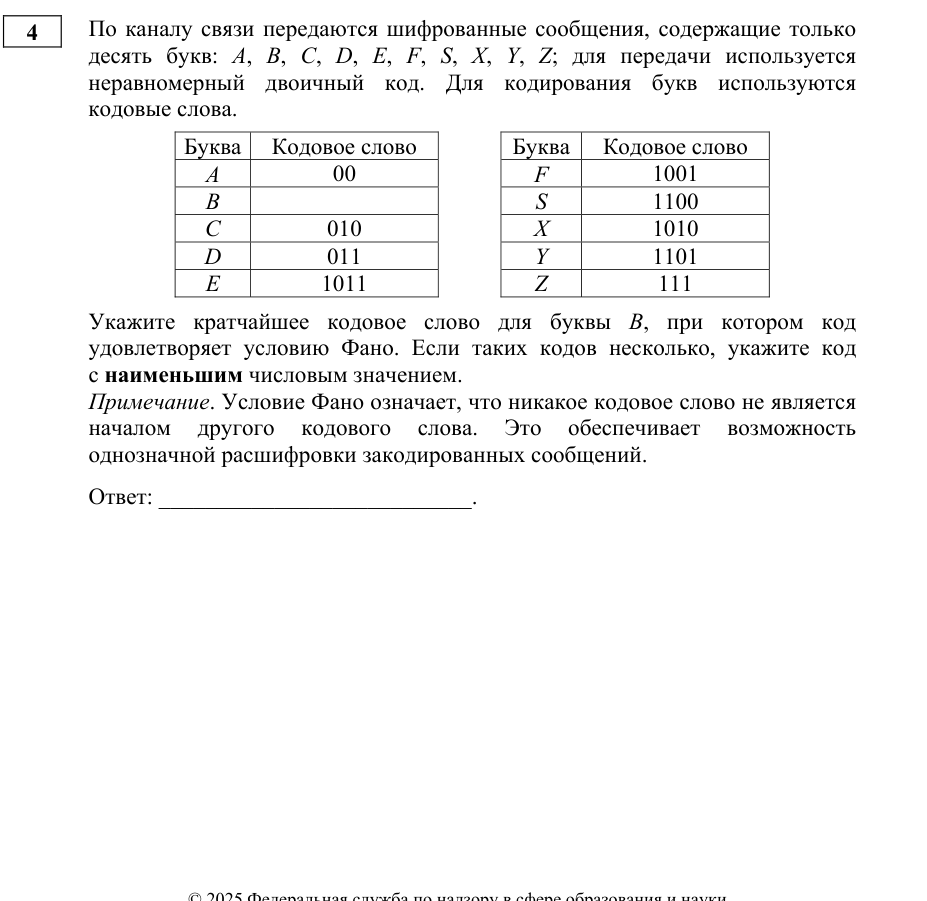 4
По каналу связи передаются шифрованные сообщения, содержащие только
десять букв: A, B, C, D, E, F, S, X, Y, Z; для передачи используется
неравномерный двоичный код. Для кодирования букв используются
кодовые слова.
Буква Кодовое слово
A 00
B
C 010
D 011
E 1011
Буква Кодовое слово
F 1001
S 1100
X 1010
Y 1101
Z 111
Укажите кратчайшее кодовое слово для буквы B, при котором код
удовлетворяет условию Фано. Если таких кодов несколько, укажите код
с наименьшим числовым значением.
Примечание. Условие Фано означает, что никакое кодовое слово не является
началом другого кодового слова. Это обеспечивает возможность
однозначной расшифровки закодированных сообщений.
Ответ: ___________________________.
© 2025 Федеральная служба по надзору в сфере образования и науки